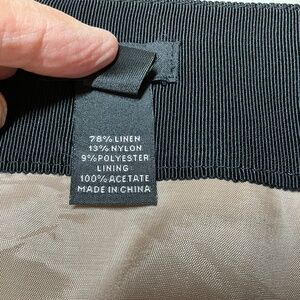 78% LINEN
13% NYLON
9% POLYESTER
LINING
100% ACETATE
MADE IN CHINA